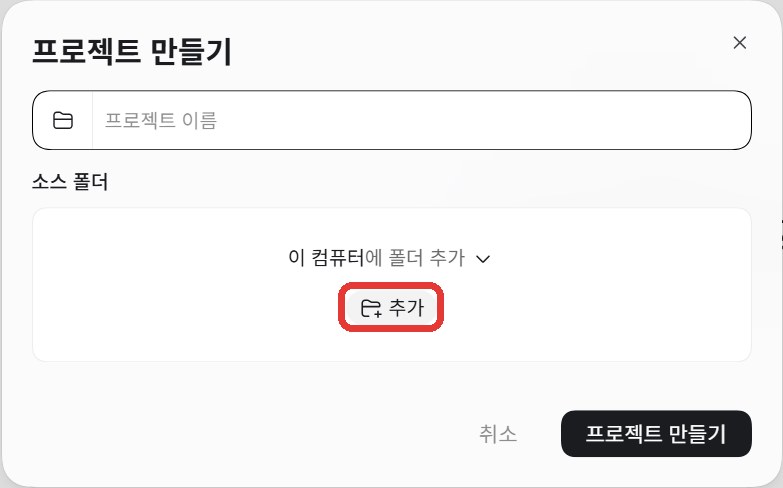 프로젝트 만들기
프로젝트 이름
소스 폴더
이 컴퓨터에 폴더 추가
추가
취소
프로젝트 만들기